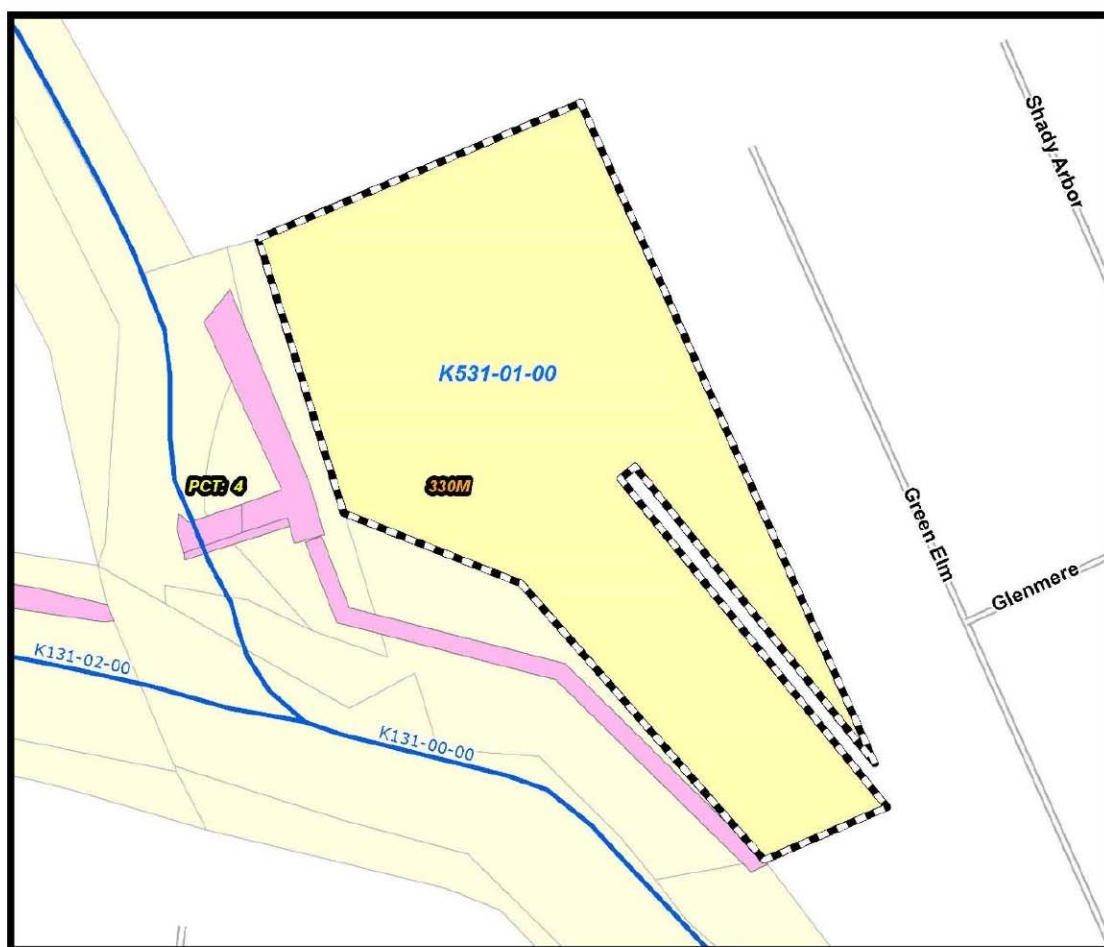 Shady Arbor
K531-01-00
PCT: 4
330M
Green Elm
Glenmere
K131-02-00
K131-00-00